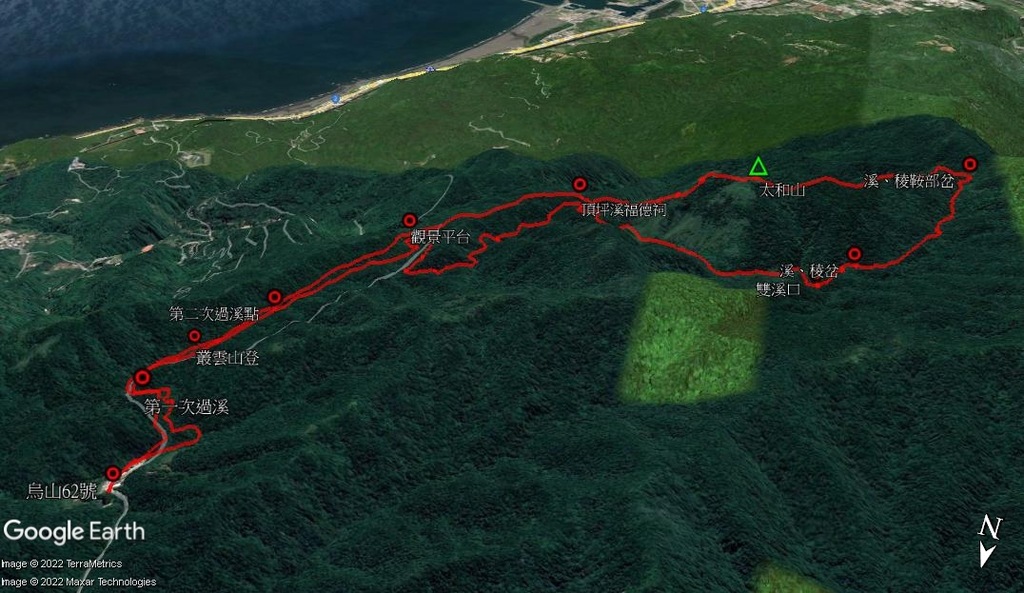 太和山
溪、稜鞍部岔
頂坪溪福德祠
觀景平台
溪、稜岔
雙溪口
第二次過溪點
叢雲山登
第一次過溪
烏山62號
Google Earth
N
Image © 2022 TerraMetrics
Image © 2022 Maxar Technologies